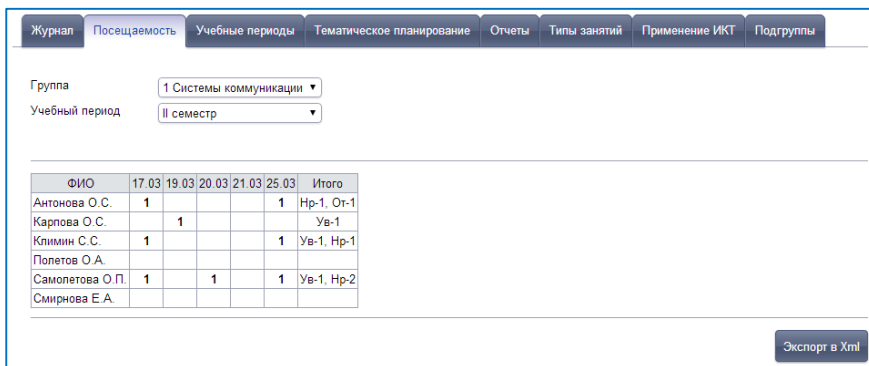 Журнал Посещаемость Учебные периоды Тематическое планирование Отчеты Типы занятий Применение ИКТ Подгруппы
Группа 1 Системы коммуникации
Учебный период II семестр
ФИО 17.03 19.03 20.03 21.03 25.03 Итого
Антонова О.С. 1 1 Нр-1, От-1
Карпова О.С. 1 Ув-1
Климин С.С. 1 1 Ув-1, Нр-1
Полетов О.А.
Самолетова О.П. 1 1 1 Ув-1, Нр-2
Смирнова Е.А.
Экспорт в Xml